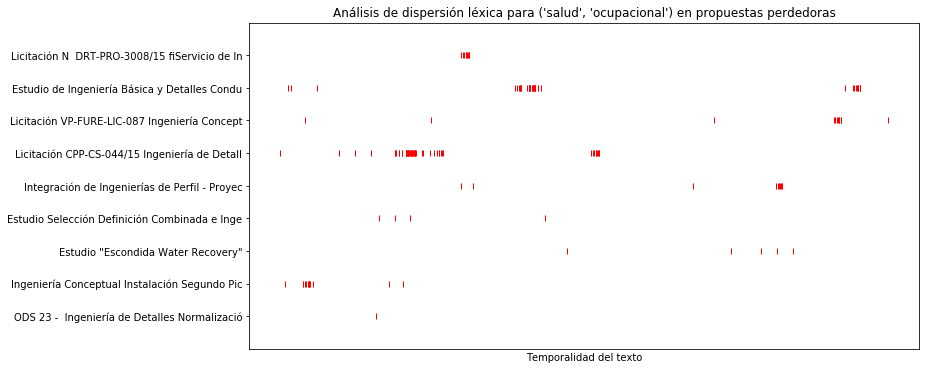 Análisis de dispersión léxica para ('salud', 'ocupacional') en propuestas perdedoras
Licitación N  DRT-PRO-3008/15 fiServicio de In
Estudio de Ingeniería Básica y Detalles Condu
Licitación VP-FURE-LIC-087 Ingeniería Concept
Licitación CPP-CS-044/15 Ingeniería de Detall
Integración de Ingenierías de Perfil - Proyec
Estudio Selección Definición Combinada e Inge
Estudio "Escondida Water Recovery"
Ingeniería Conceptual Instalación Segundo Pic
ODS 23 -  Ingeniería de Detalles Normalizació
Temporalidad del texto